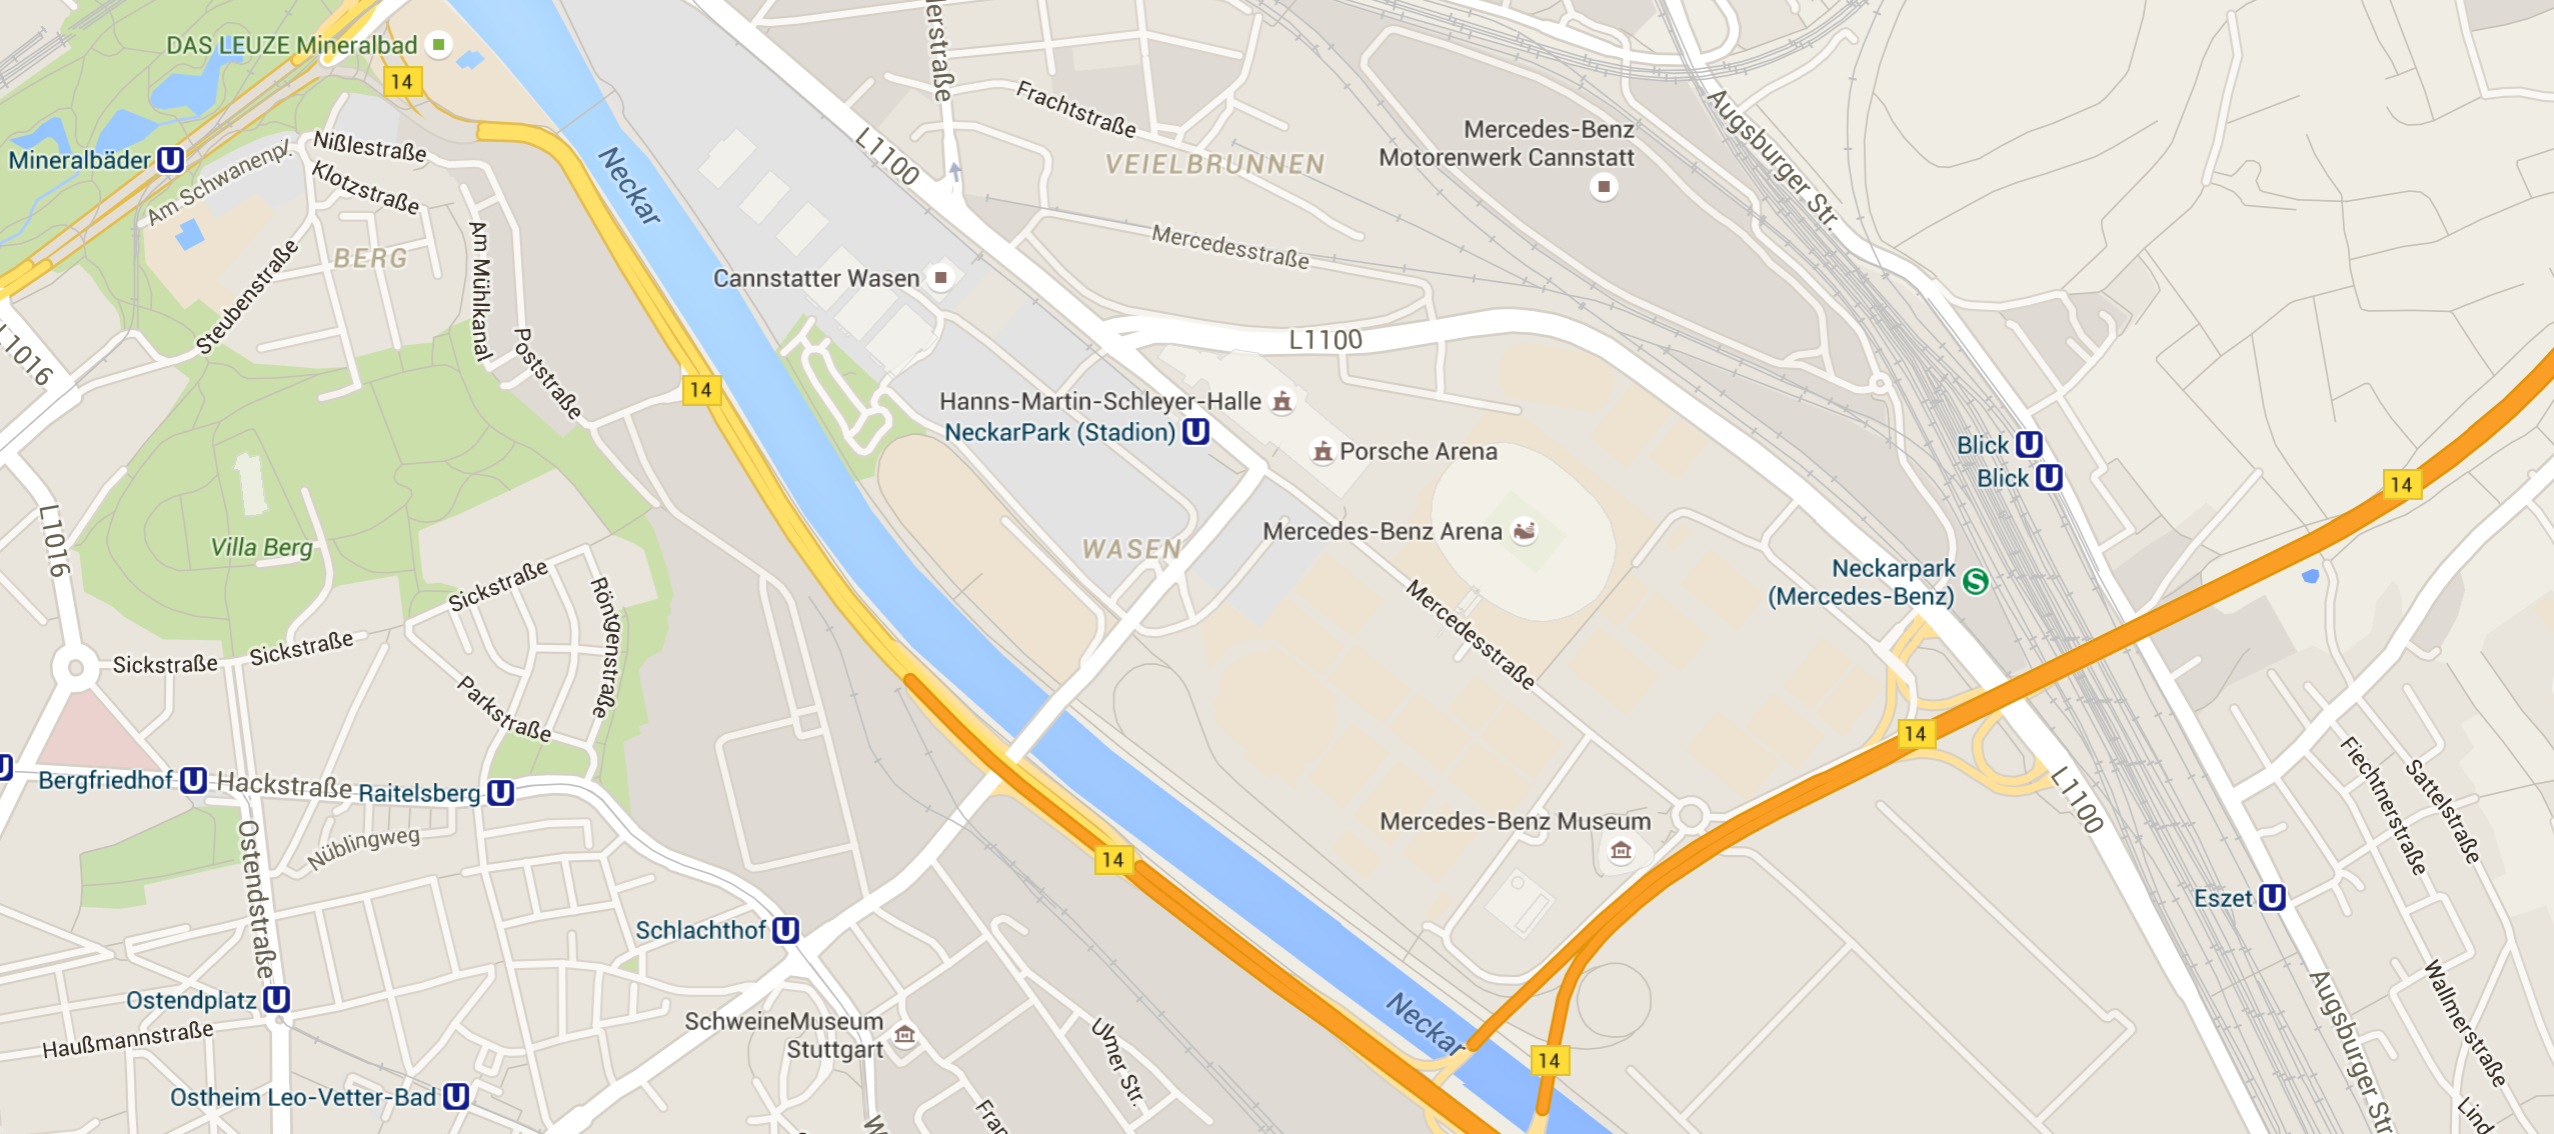 DAS LEUZE Mineralbad
14
Mineralbäder
Am Schwanenpl.
Nißlestraße
Klotzstraße
BERG
Am Mühlkanal
Steubenstraße
Poststraße
L1016
14
Neckar
L1100
Frachtstraße
VEIELBRUNNEN
Mercedes-Benz
Motorenwerk Cannstatt
Augsburger Str.
Mercedesstraße
Cannstatter Wasen
L1100
Hanns-Martin-Schleyer-Halle
NeckarPark (Stadion)
Porsche Arena
Mercedes-Benz Arena
WASEN
Mercedesstraße
Blick
Blick
14
Neckarpark
(Mercedes-Benz)
L1016
Villa Berg
Sickstraße
Röntgenstraße
Sickstraße
Sickstraße
Parkstraße
Bergfriedhof
Hackstraße
Raitelsberg
Nüblingweg
Ostendstraße
Schlachthof
14
Mercedes-Benz Museum
14
L1100
Fiechtnerstraße
Sattelstraße
Eszet
Ostendplatz
Haußmannstraße
SchweineMuseum
Stuttgart
Ulmer Str.
Neckar
14
Wallmerstraße
Augsburger Str
Ostheim Leo-Vetter-Bad
Lind
Fran